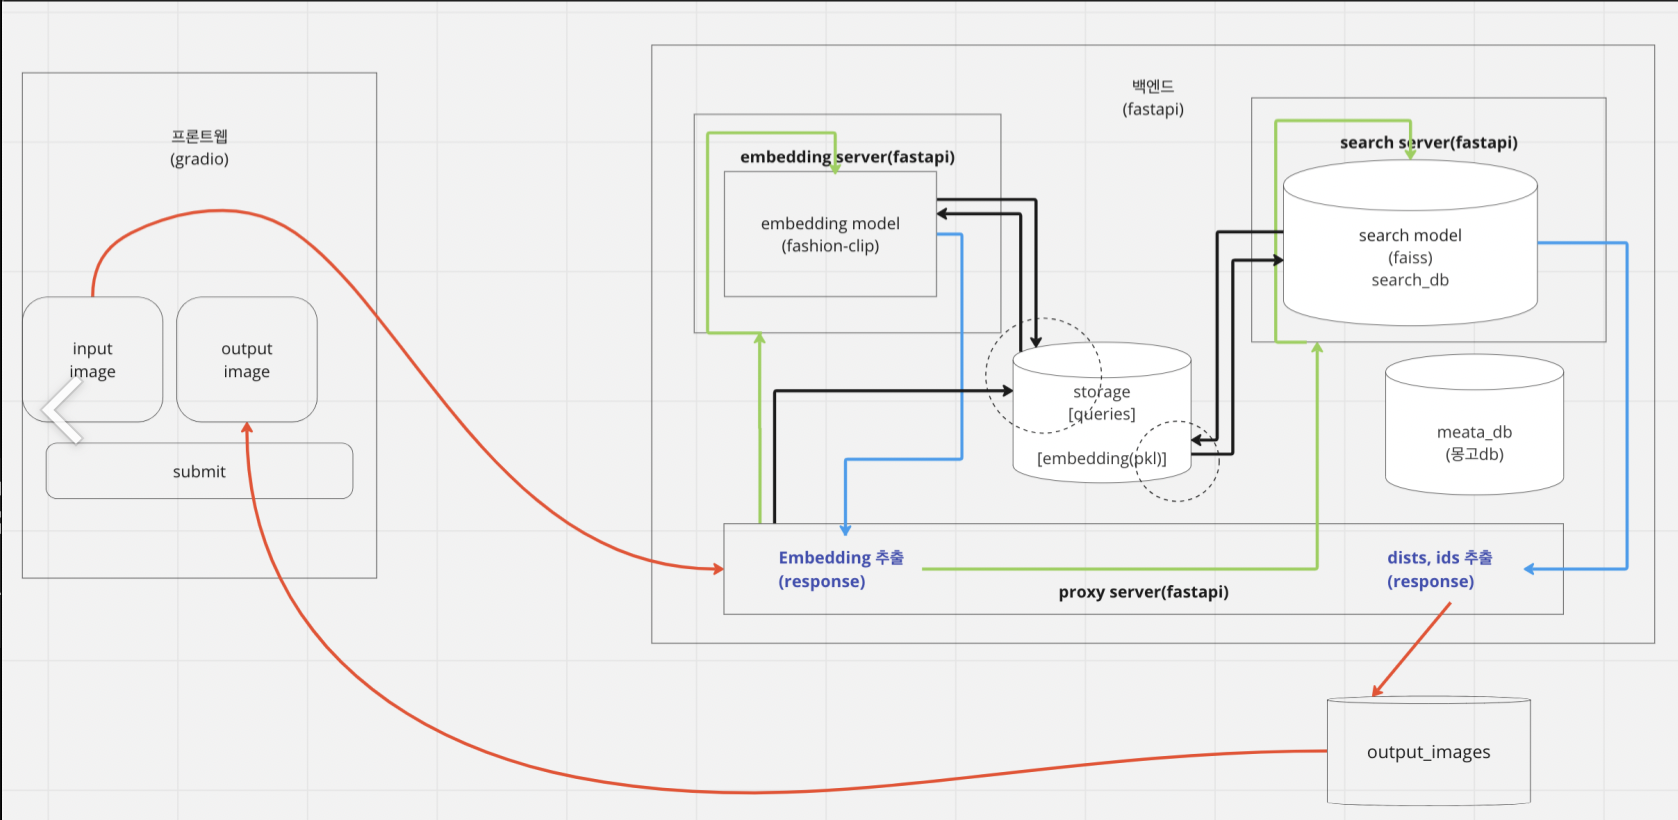 프론트웹
(gradio)
input
image
output
image
submit
백엔드
(fastapi)
embedding server(fastapi)
embedding model
(fashion-clip)
search server(fastapi)
search model
(faiss)
search_db
storage
[queries]
[embedding(pkl)]
meata_db
(몽고db)
Embedding 추출
(response)
proxy server(fastapi)
dists, ids 추출
(response)
output_images